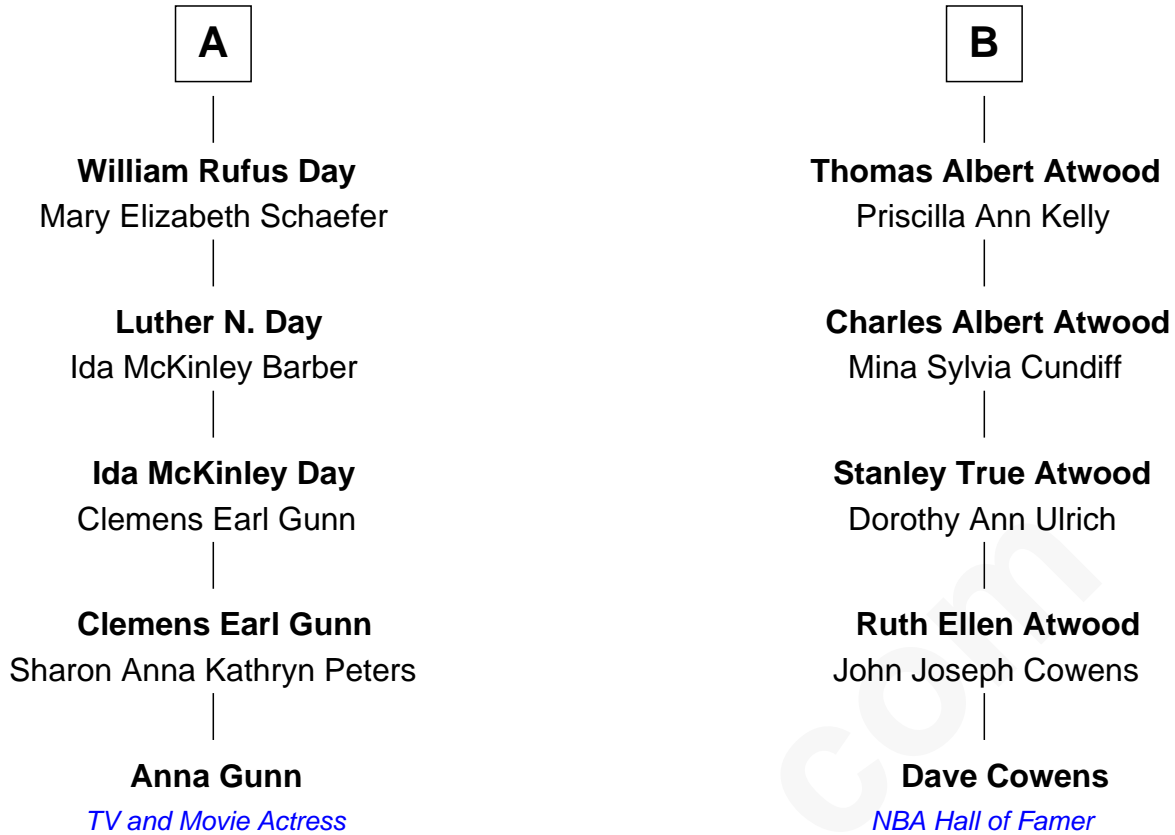 A
William Rufus Day
Mary Elizabeth Schaefer
Luther N. Day
Ida McKinley Barber
Ida McKinley Day
Clemens Earl Gunn
Clemens Earl Gunn
Sharon Anna Kathryn Peters
Anna Gunn
TV and Movie Actress
B
Thomas Albert Atwood
Priscilla Ann Kelly
Charles Albert Atwood
Mina Sylvia Cundiff
Stanley True Atwood
Dorothy Ann Ulrich
Ruth Ellen Atwood
John Joseph Cowens
Dave Cowens
NBA Hall of Famer
com